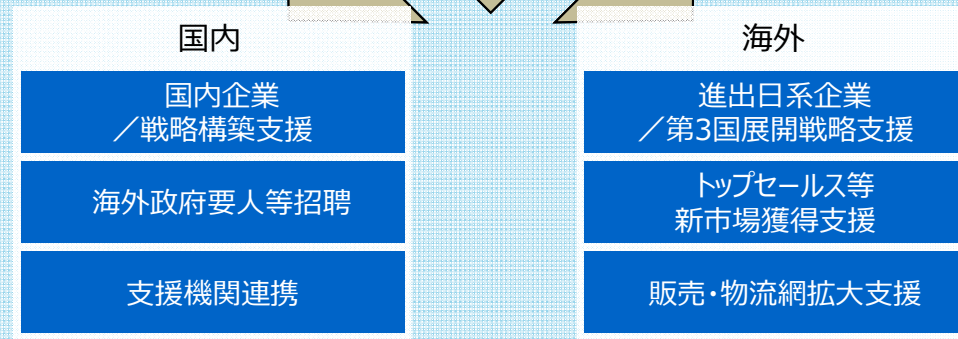 国内
国内企業
／戦略構築支援
海外政府要人等招聘
支援機関連携
海外
進出日系企業
／第3国展開戦略支援
トップセールス等
新市場獲得支援
販売・物流網拡大支援